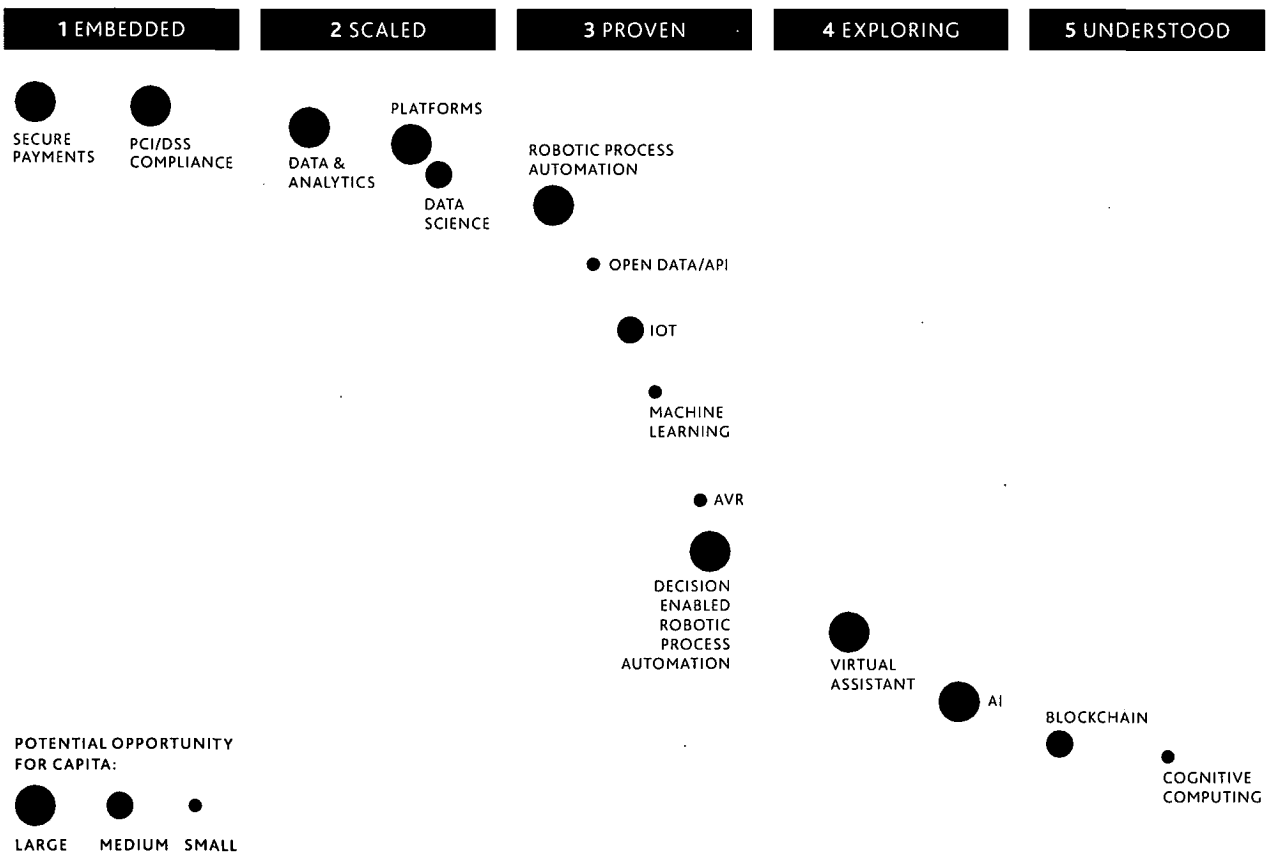 1 EMBEDDED
2 SCALED
3 PROVEN
4 EXPLORING
5 UNDERSTOOD
SECURE
PAYMENTS
PCI/DSS
COMPLIANCE
DATA &
ANALYTICS
PLATFORMS
DATA
SCIENCE
ROBOTIC PROCESS
AUTOMATION
OPEN DATA/API
IOT
MACHINE
LEARNING
AVR
DECISION
ENABLED
ROBOTIC
PROCESS
AUTOMATION
VIRTUAL
ASSISTANT
AI
BLOCKCHAIN
COGNITIVE
COMPUTING
POTENTIAL OPPORTUNITY
FOR CAPITA:
LARGE
MEDIUM
SMALL